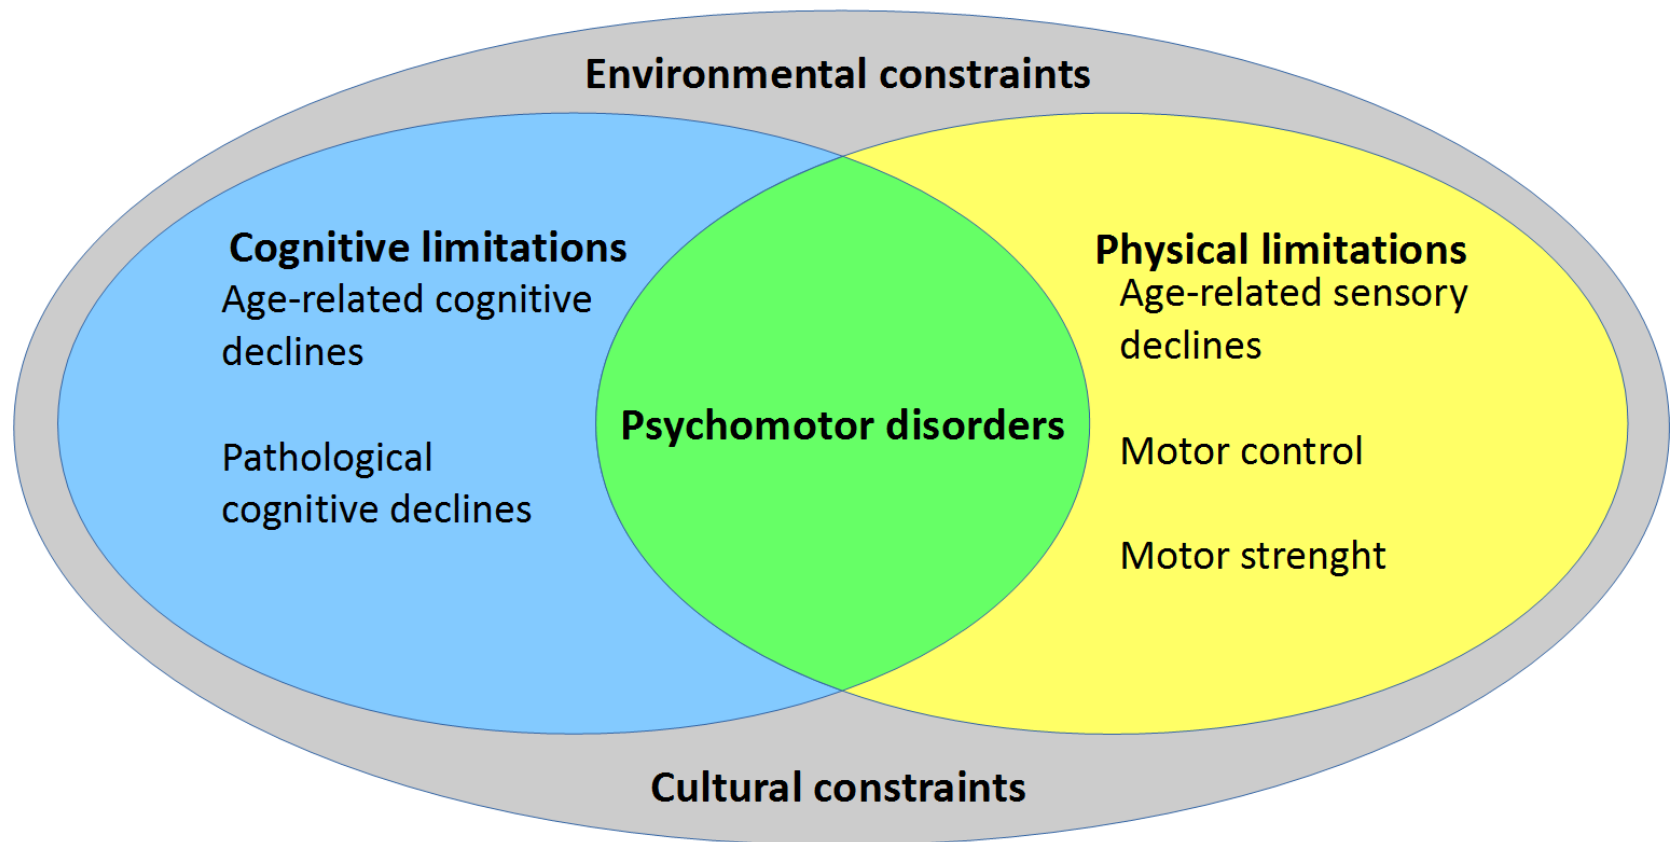 Environmental constraints
Cognitive limitations
Age-related cognitive
declines
Pathological
cognitive declines
Psychomotor disorders
Physical limitations
Age-related sensory
declines
Motor control
Motor strenght
Cultural constraints